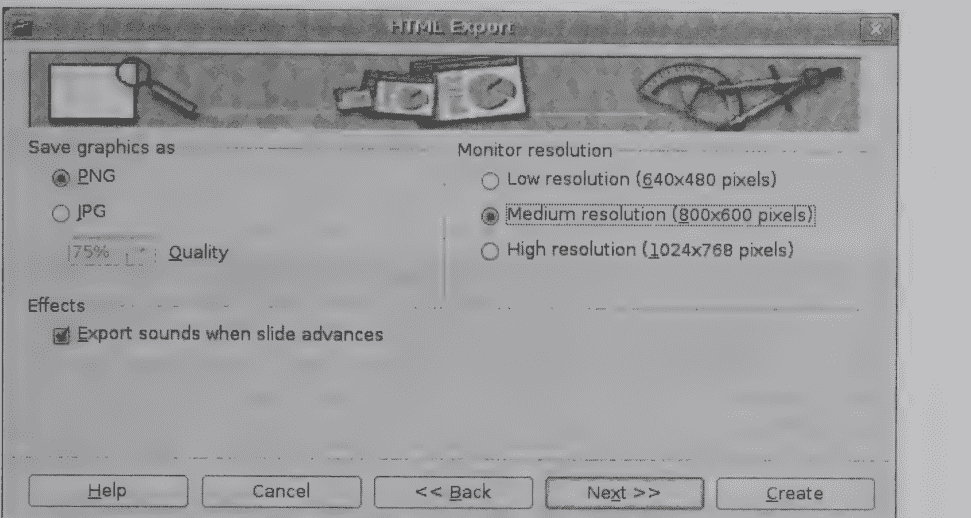 HTML Export
Save graphics as
PNG
JPG
75% Quality
Monitor resolution
Low resolution (640x480 pixels)
Medium resolution (800x600 pixels)
High resolution (1024x768 pixels)
Effects
Export sounds when slide advances
Help Cancel << Back Next >> Create